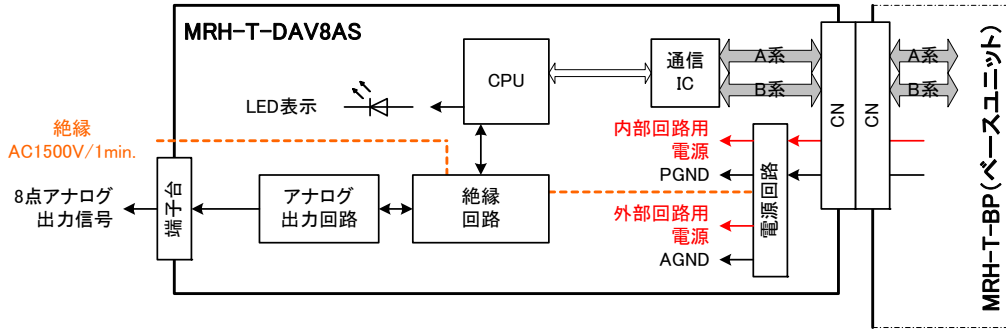 MRH-T-DAV8AS
CPU
通信
IC
A系
B系
CN
CN
A系
B系
MRH-T-BP(ベースユニット)
LED表示
絶縁
AC1500V/1min.
内部回路用
電源
PGND
電源回路
8点アナログ
出力信号
端子台
アナログ
出力回路
絶縁
回路
外部回路用
電源
AGND